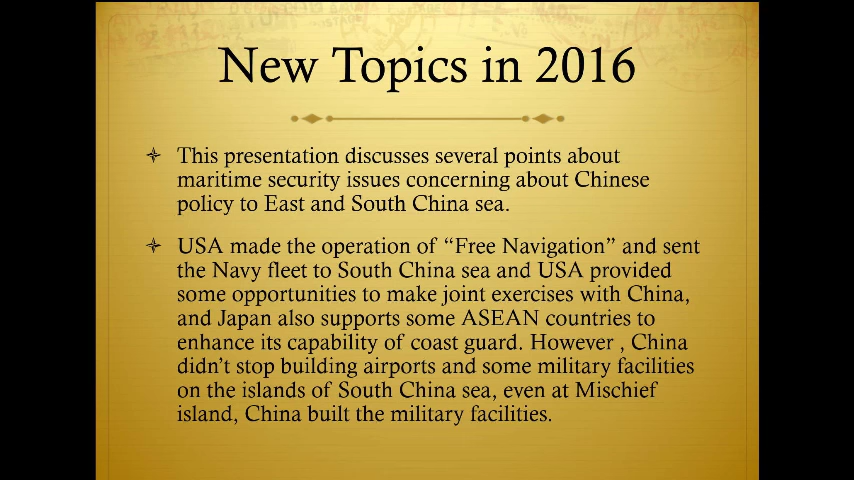 New Topics in 2016
This presentation discusses several points about
maritime security issues concerning about Chinese
policy to East and South China sea.
USA made the operation of “Free Navigation” and sent
the Navy fleet to South China sea and USA provided
some opportunities to make joint exercises with China,
and Japan also supports some ASEAN countries to
enhance its capability of coast guard. However , China
didn’t stop building airports and some military facilities
on the islands of South China sea, even at Mischief
island, China built the military facilities.